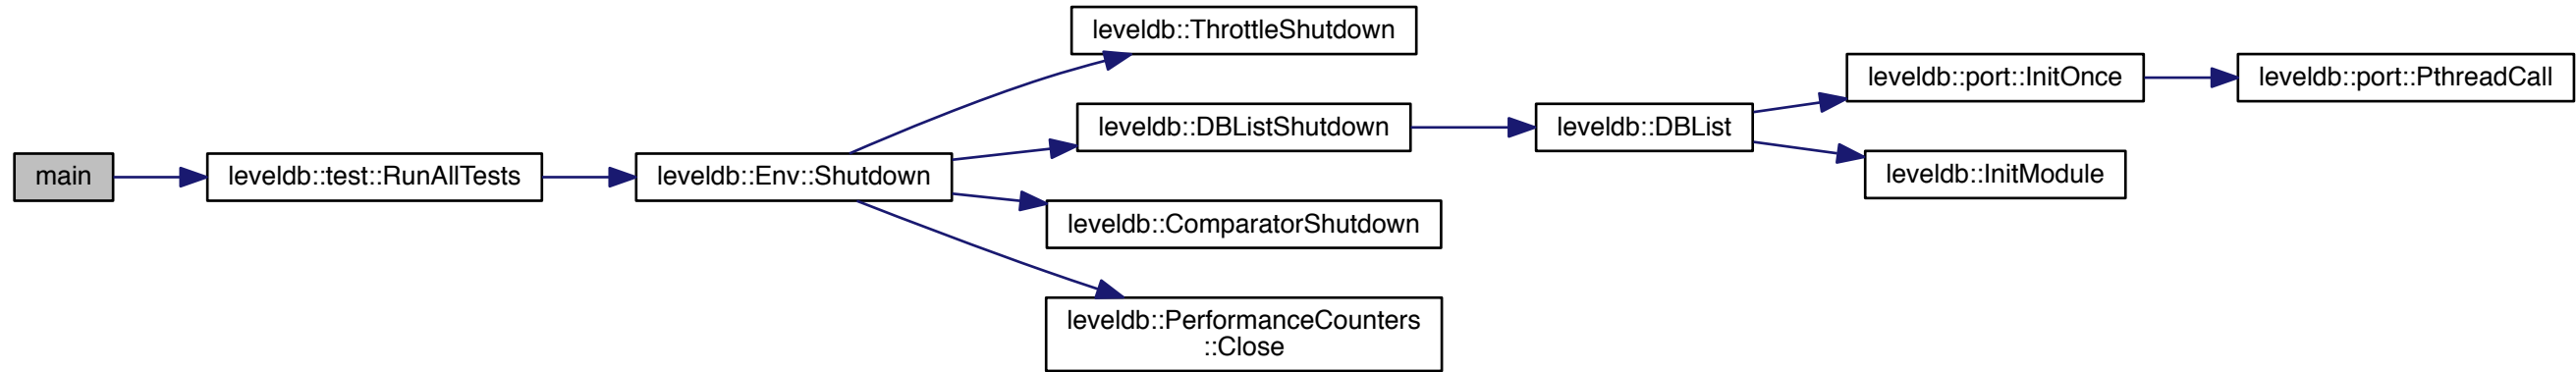 main
leveldb::test::RunAllTests
leveldb::Env::Shutdown
leveldb::ThrottleShutdown
leveldb::DBListShutdown
leveldb::ComparatorShutdown
leveldb::PerformanceCounters
::Close
leveldb::DBList
leveldb::port::InitOnce
leveldb::InitModule
leveldb::port::PthreadCall